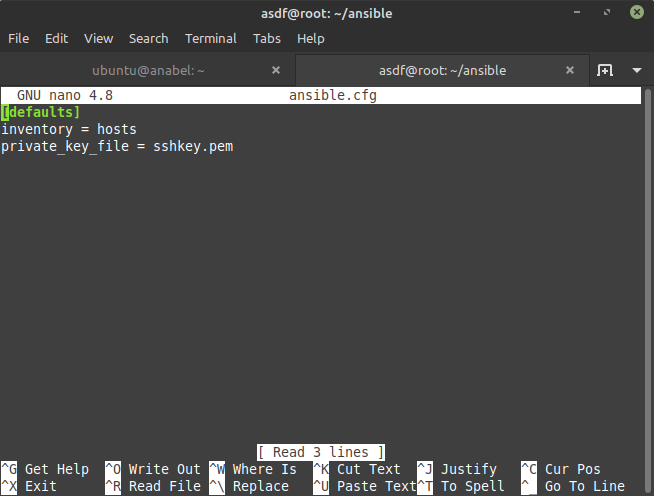 asdf@root: ~/ansible
File Edit View Search Terminal Tabs Help
ubuntu@anabel: ~ asdf@root: ~/ansible
GNU nano 4.8 ansible.cfg
[defaults]
inventory = hosts
private_key_file = sshkey.pem
[ Read 3 lines ]
^G Get Help ^O Write Out ^W Where Is ^K Cut Text ^J Justify ^C Cur Pos
^X Exit ^R Read File ^\ Replace ^U Paste Text ^T To Spell ^_ Go To Line